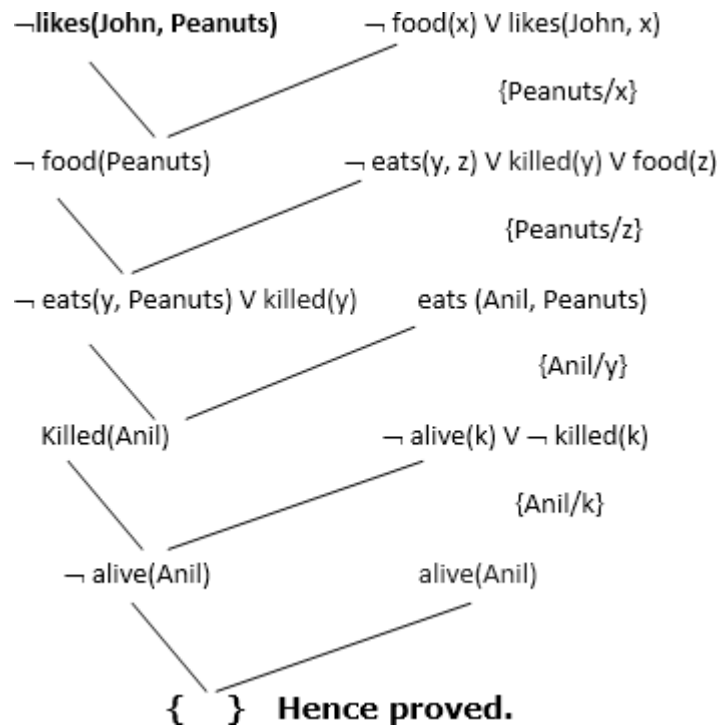 ¬likes(John, Peanuts) ¬ food(x) V likes(John, x)
{Peanuts/x}
¬ food(Peanuts) ¬ eats(y, z) V killed(y) V food(z)
{Peanuts/z}
¬ eats(y, Peanuts) V killed(y) eats (Anil, Peanuts)
{Anil/y}
Killed(Anil) ¬ alive(k) V ¬ killed(k)
{Anil/k}
¬ alive(Anil) alive(Anil)
{ } Hence proved.